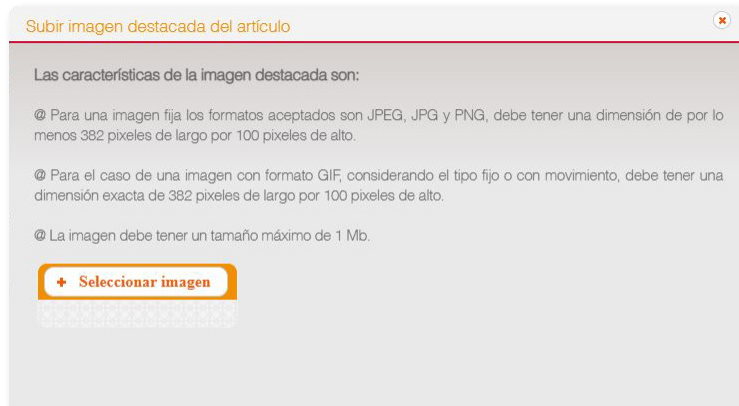 Subir imagen destacada del artículo
Las características de la imagen destacada son:
@ Para una imagen fija los formatos aceptados son JPEG, JPG y PNG, debe tener una dimensión de por lo
menos 382 pixeles de largo por 100 pixeles de alto.
@ Para el caso de una imagen con formato GIF, considerando el tipo fijo o con movimiento, debe tener una
dimensión exacta de 382 pixeles de largo por 100 pixeles de alto.
@ La imagen debe tener un tamaño máximo de 1 Mb.
+ Seleccionar imagen